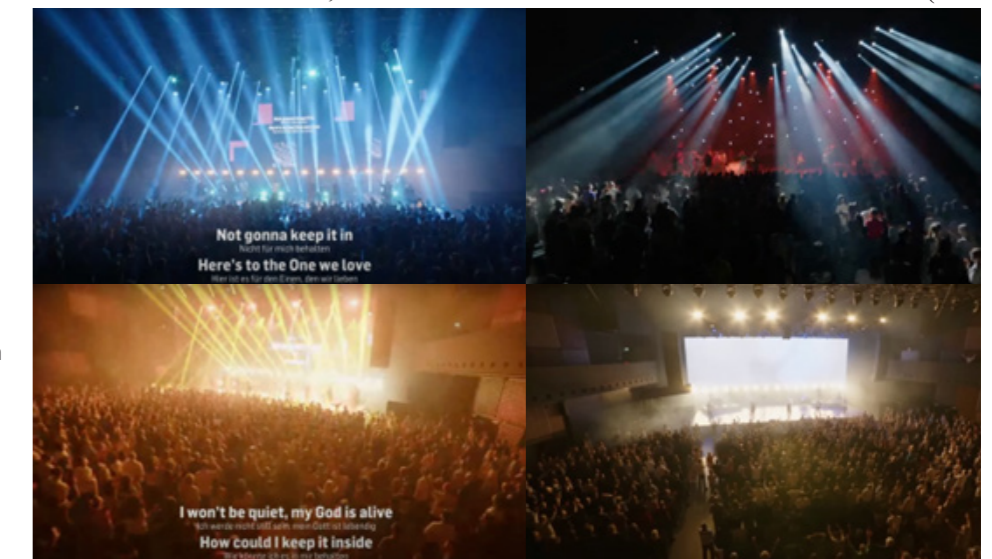 Not gonna keep it in
Nicht für mich behalten
Here's to the One we love
Hier ist es für den Einen, den wir lieben
I won't be quiet, my God is alive
Ich werde nicht still sein, mein Gott ist lebendig
How could I keep it inside
Wie könnte ich es in mir behalten